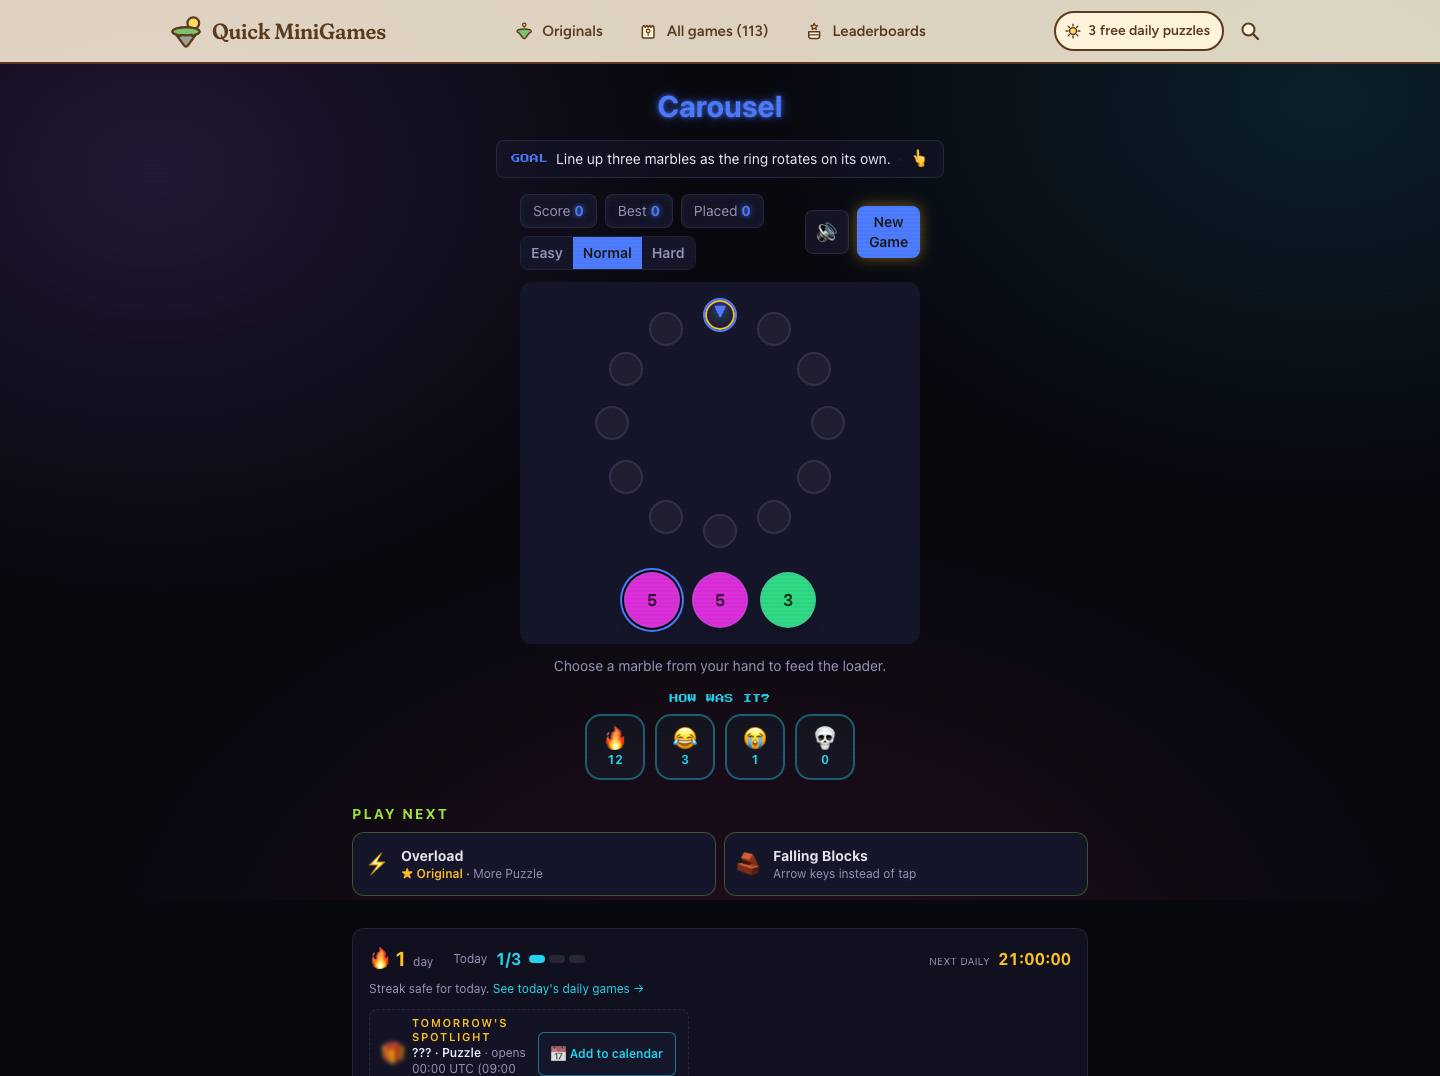 Quick MiniGames
Originals
All games (113)
Leaderboards
3 free daily puzzles
Carousel
GOAL Line up three marbles as the ring rotates on its own.
Score 0
Best 0
Placed 0
Easy
Normal
Hard
New
Game
5
5
3
Choose a marble from your hand to feed the loader.
HOW WAS IT?
12
3
1
0
PLAY NEXT
Overload
Original · More Puzzle
Falling Blocks
Arrow keys instead of tap
1 day
Today 1/3
NEXT DAILY 21:00:00
Streak safe for today. See today's daily games →
TOMORROW'S
SPOTLIGHT
??? · Puzzle · opens
00:00 UTC (09:00
Add to calendar